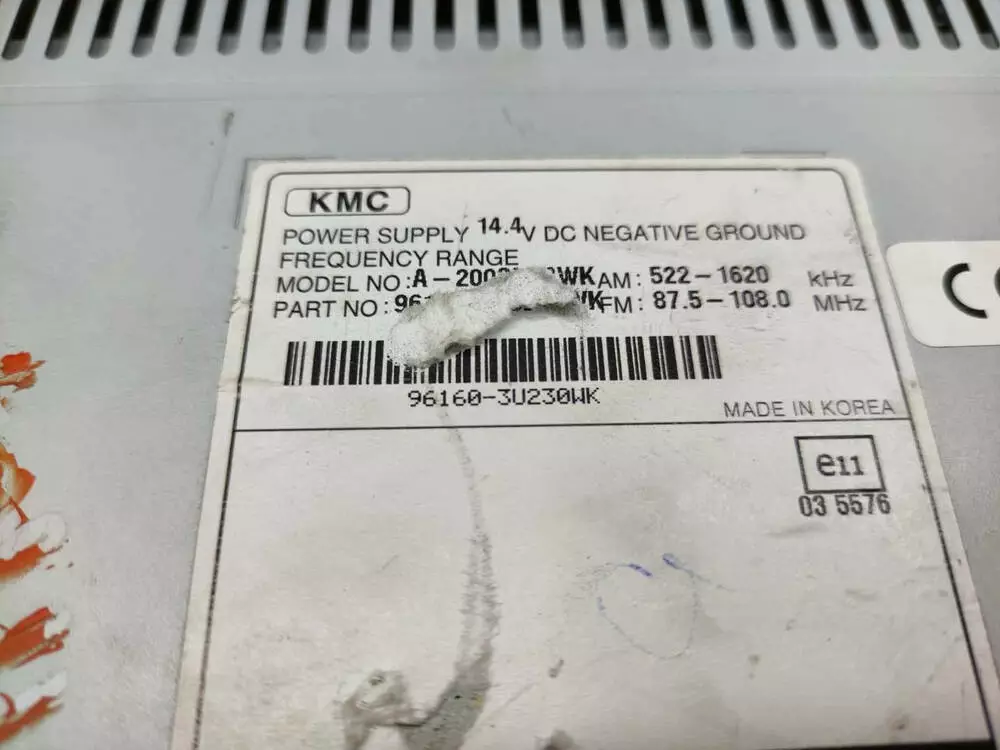 KMC
POWER SUPPLY 14.4V DC NEGATIVE GROUND
FREQUENCY RANGE
MODEL NO: AM: 522-1620 kHz
PART NO: FM: 87.5-108.0 MHz
96160-3U230WK
MADE IN KOREA
e11
03 5576